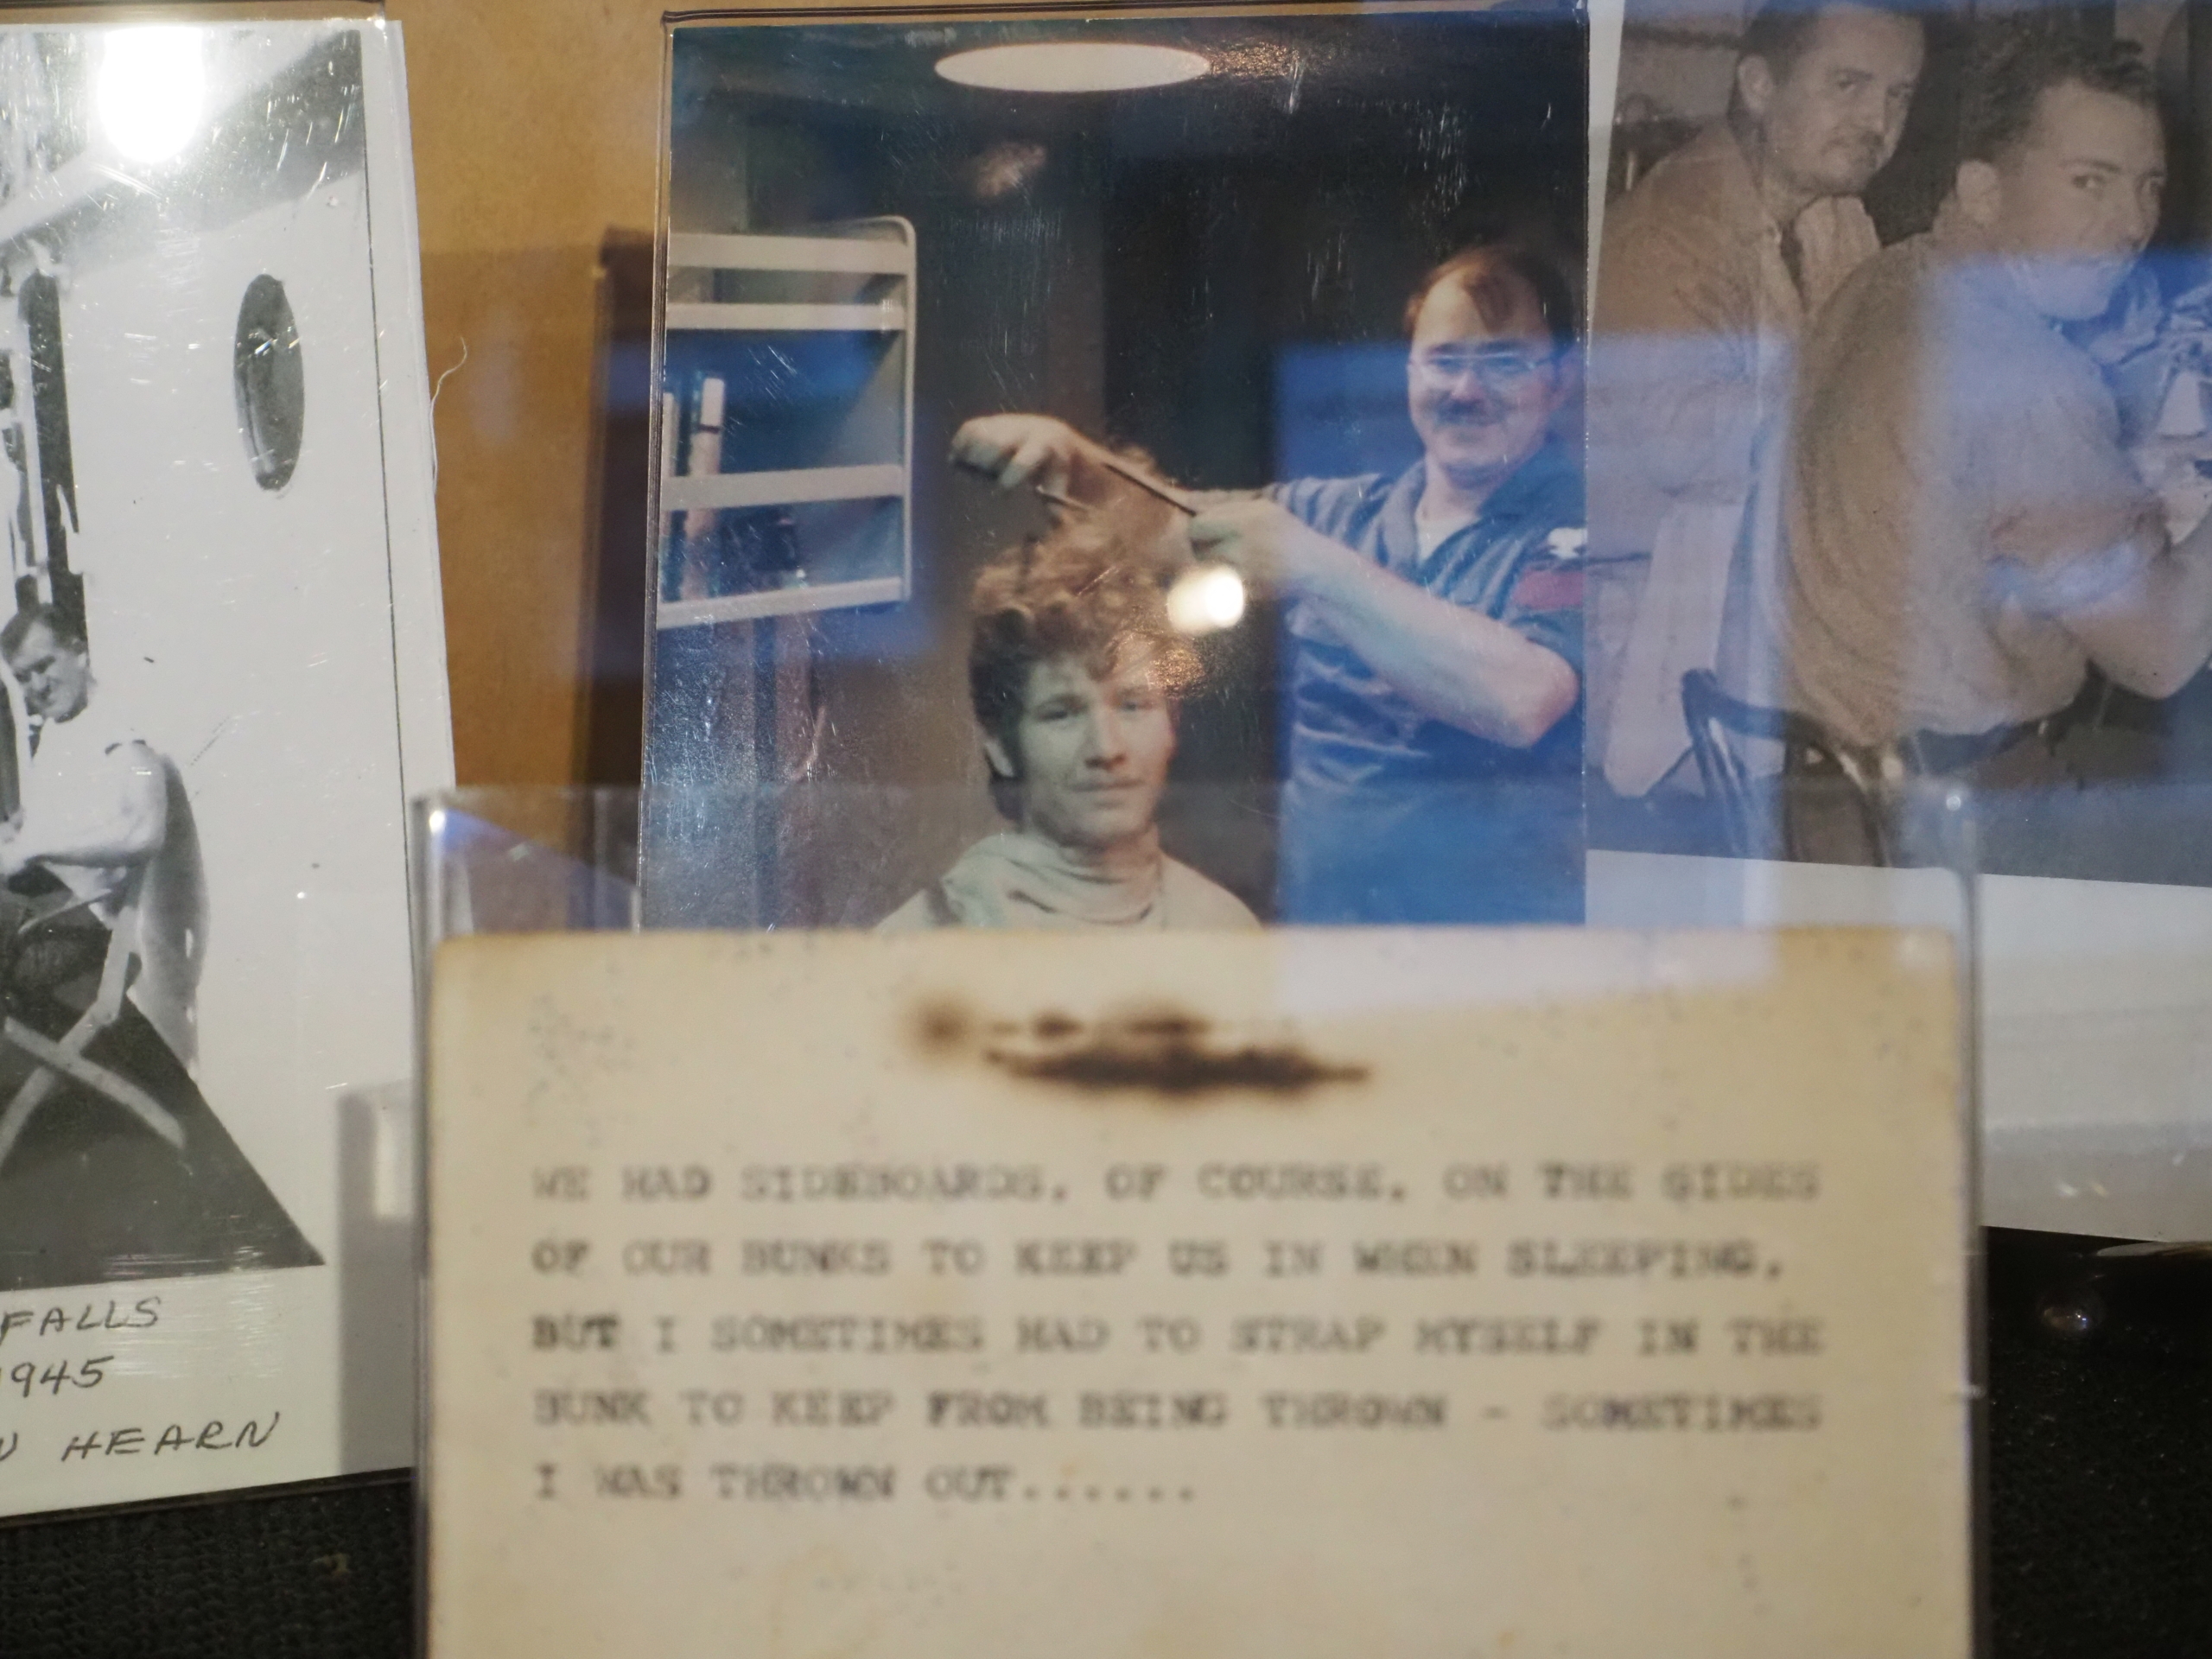 FALLS
1945
HEARN
WE HAD SIDEBOARDS, OF COURSE, ON THE SIDES
OF OUR BUNKS TO KEEP US IN WHEN SLEEPING,
BUT I SOMETIMES HAD TO STRAP MYSELF IN THE
BUNK TO KEEP FROM BEING THROWN - SOMETIMES
I WAS THROWN OUT......